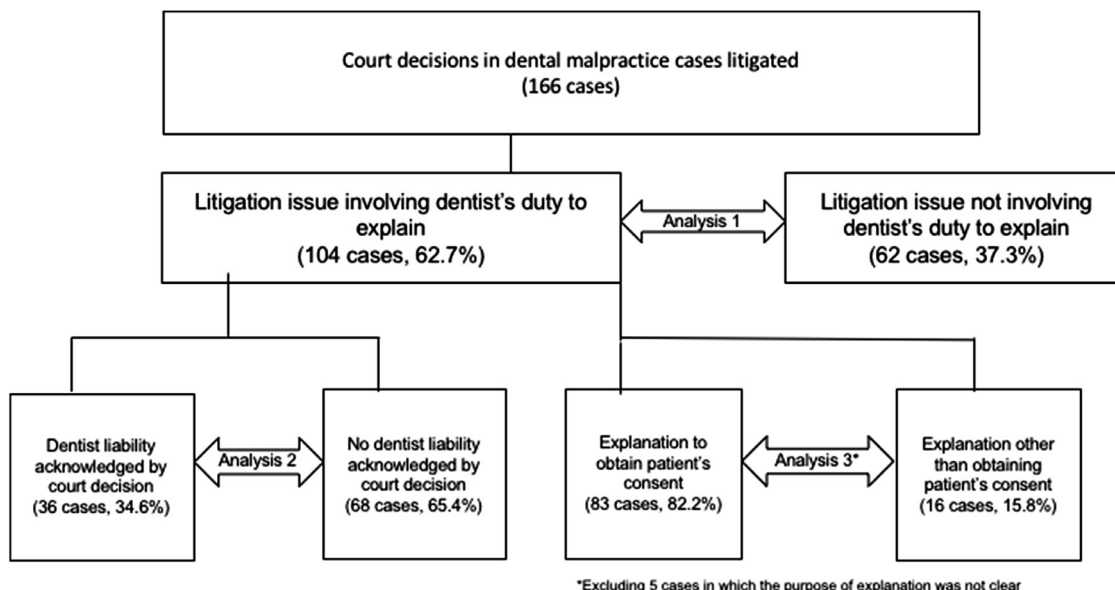 Court decisions in dental malpractice cases litigated
(166 cases)
Litigation issue involving dentist's duty to
explain
(104 cases, 62.7%)
Analysis 1
Litigation issue not involving
dentist's duty to explain
(62 cases, 37.3%)
Dentist liability
acknowledged by
court decision
(36 cases, 34.6%)
Analysis 2
No dentist liability
acknowledged by
court decision
(68 cases, 65.4%)
Explanation to
obtain patient's
consent
(83 cases, 82.2%)
Analysis 3*
Explanation other
than obtaining
patient's consent
(16 cases, 15.8%)
*Excluding 5 cases in which the purpose of explanation was not clear